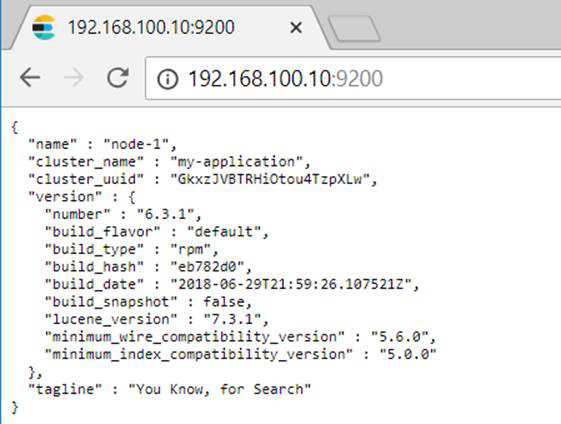 192.168.100.10:9200
192.168.100.10:9200
{
  "name" : "node-1",
  "cluster_name" : "my-application",
  "cluster_uuid" : "GkxzJVBTRHiOtou4TzpXLw",
  "version" : {
    "number" : "6.3.1",
    "build_flavor" : "default",
    "build_type" : "rpm",
    "build_hash" : "eb782d0",
    "build_date" : "2018-06-29T21:59:26.107521Z",
    "build_snapshot" : false,
    "lucene_version" : "7.3.1",
    "minimum_wire_compatibility_version" : "5.6.0",
    "minimum_index_compatibility_version" : "5.0.0"
  },
  "tagline" : "You Know, for Search"
}